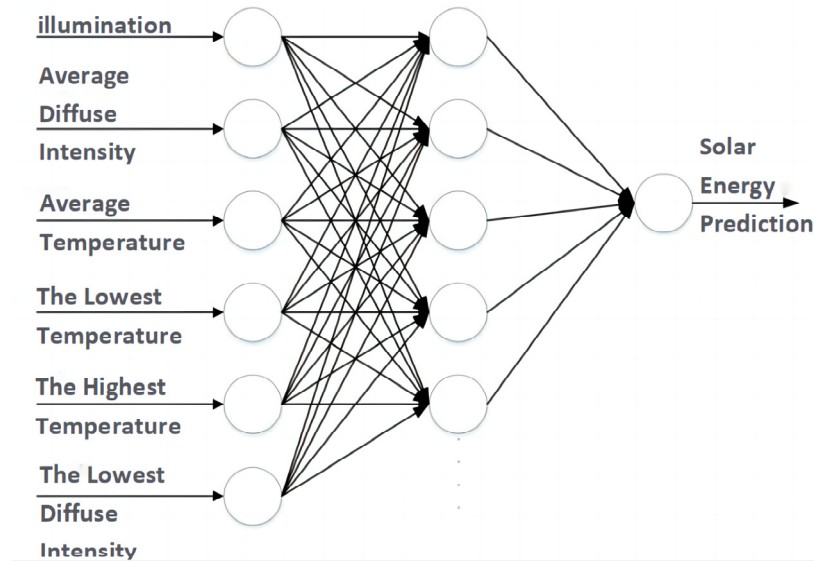 illumination
Average
Diffuse
Intensity
Average
Temperature
The Lowest
Temperature
The Highest
Temperature
The Lowest
Diffuse
Intensity
Solar
Energy
Prediction